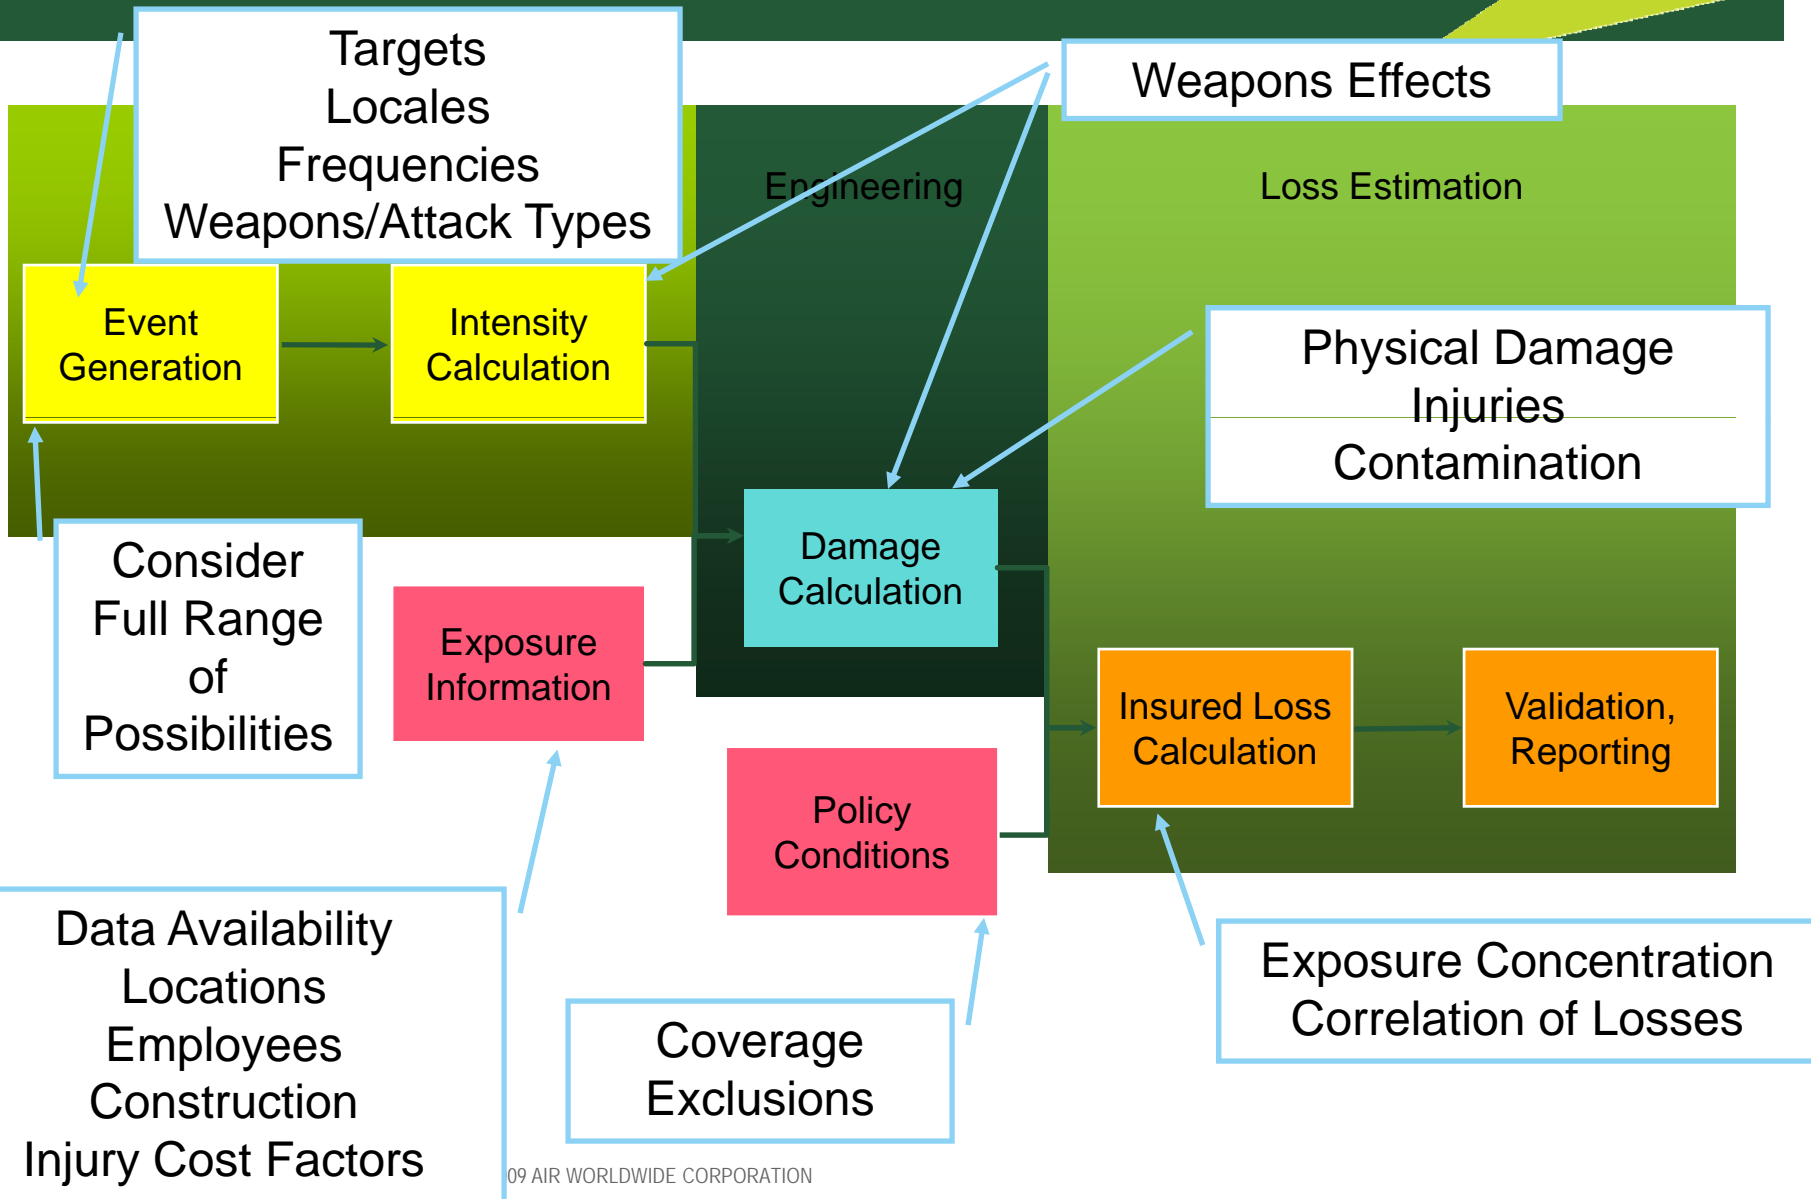 Targets
Locales
Frequencies
Weapons/Attack Types
Weapons Effects
Engineering
Loss Estimation
Event
Generation
Intensity
Calculation
Physical Damage
Injuries
Contamination
Consider
Full Range
of
Possibilities
Exposure
Information
Damage
Calculation
Insured Loss
Calculation
Validation,
Reporting
Policy
Conditions
Data Availability
Locations
Employees
Construction
Injury Cost Factors
Coverage
Exclusions
Exposure Concentration
Correlation of Losses
09 AIR WORLDWIDE CORPORATION